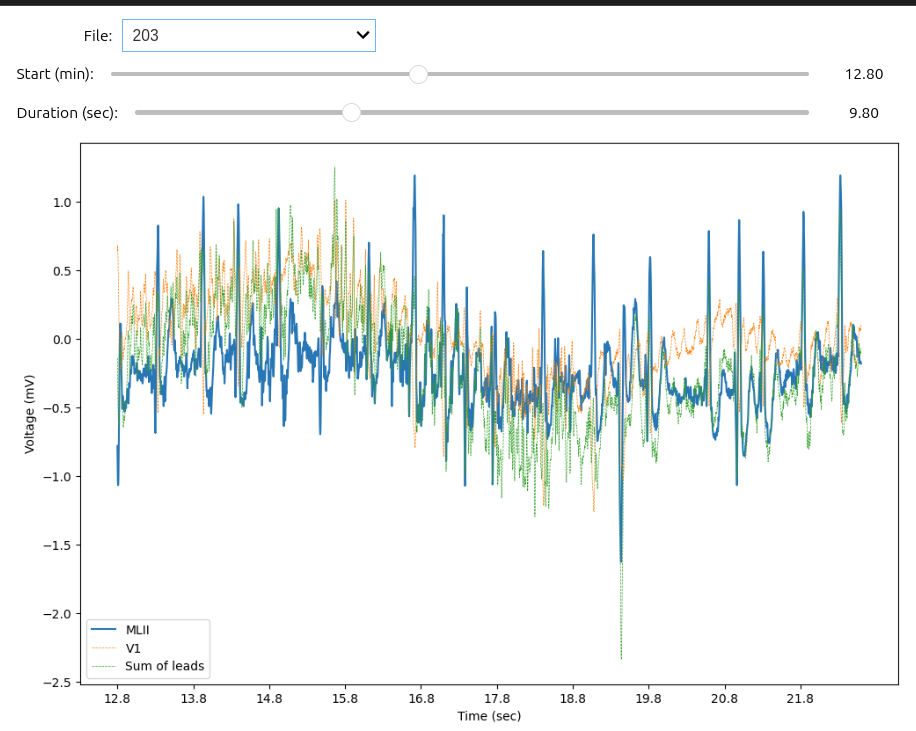 File: 203
Start (min): 12.80
Duration (sec): 9.80
1.0
0.5
0.0
−0.5
−1.0
−1.5
−2.0
−2.5
Voltage (mV)
MLII
V1
Sum of leads
12.8 13.8 14.8 15.8 16.8 17.8 18.8 19.8 20.8 21.8
Time (sec)